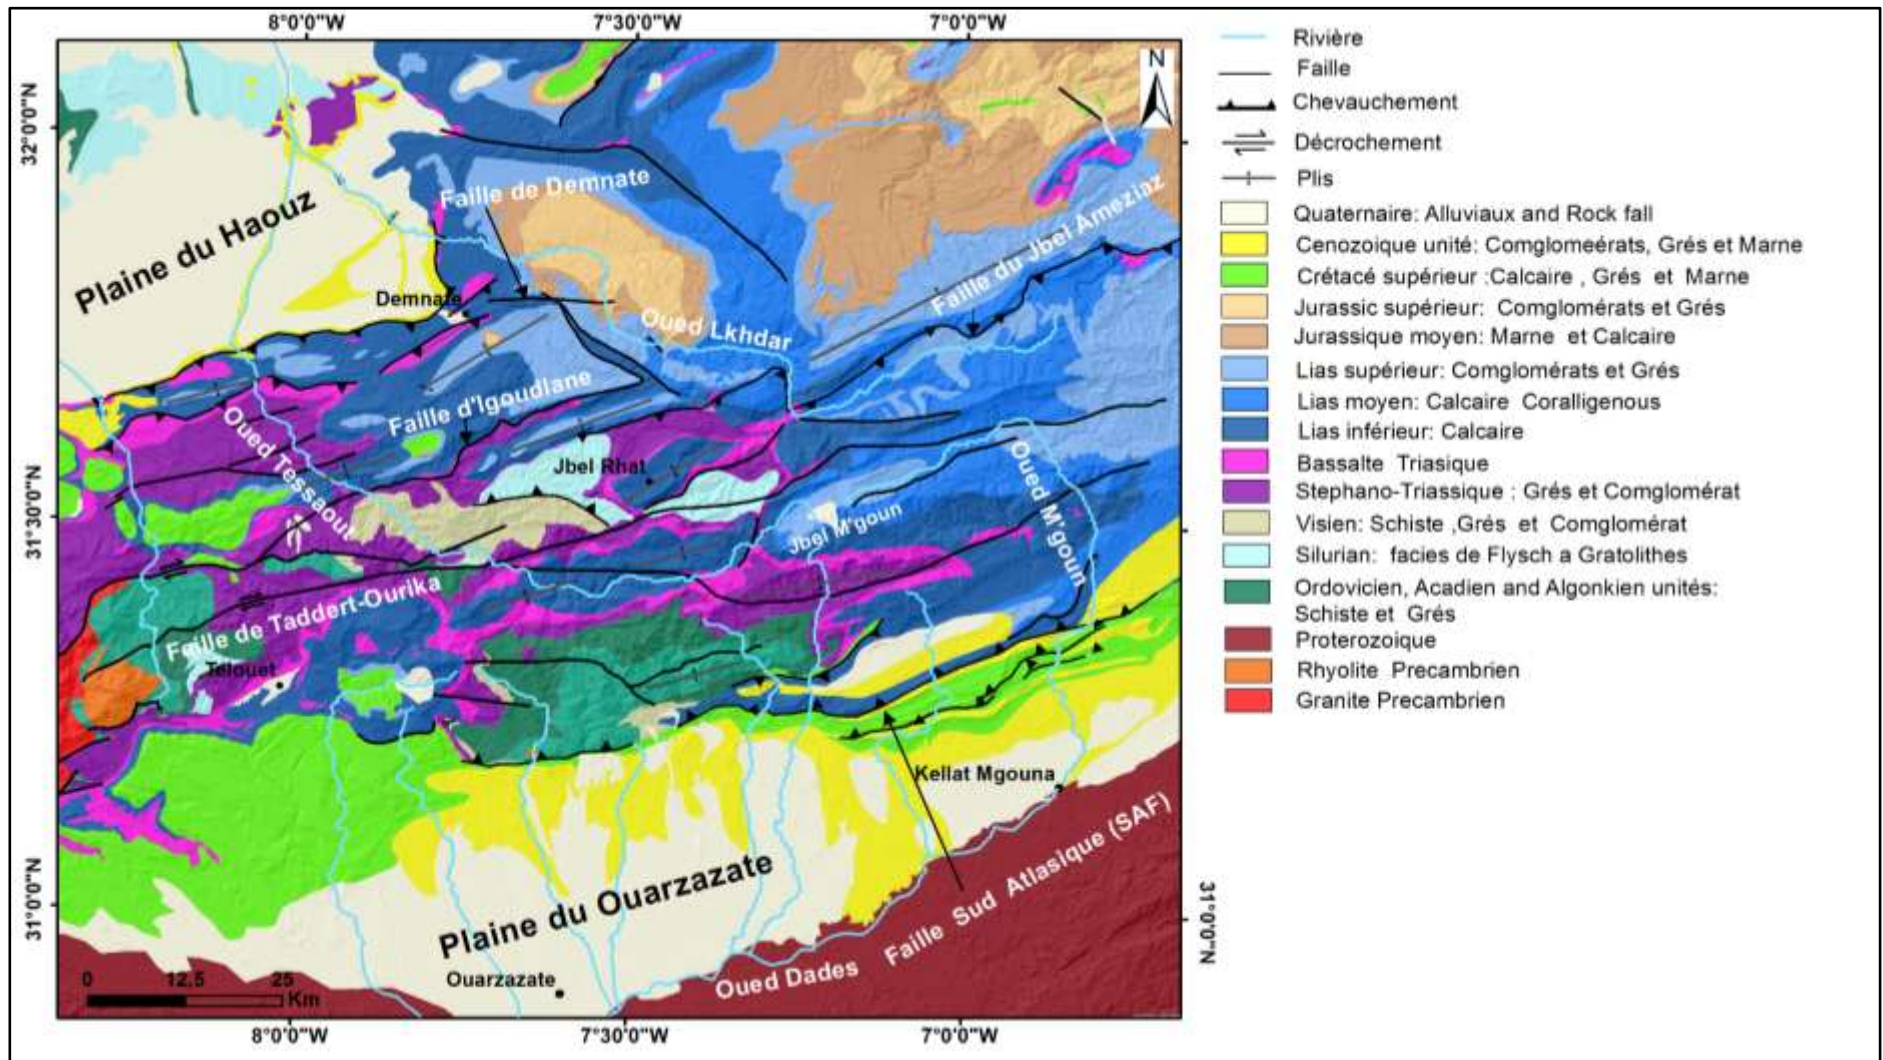 8°0'0"W
7°30'0"W
7°0'0"W
32°0'0"N
31°30'0"N
31°0'0"N
31°0'0"N
8°0'0"W
7°30'0"W
7°0'0"W
N
Plaine du Haouz
Faille de Demnate
Demnate
Faille du Jbel Ameziaz
Oued Lkhdar
Faille d'Igoudlane
Oued Tessaout
Jbel Rhat
Jbel M'goun
Oued M'goun
Faille de Taddert-Ourika
Telouet
Kellat Mgouna
Plaine du Ouarzazate
Faille Sud Atlasique (SAF)
Ouarzazate
Oued Dades
0 12,5 25
Km
Rivière
Faille
Chevauchement
Décrochement
Plis
Quaternaire: Alluviaux and Rock fall
Cenozoique unité: Comglomeérats, Grés et Marne
Crétacé supérieur :Calcaire , Grés et Marne
Jurassic supérieur: Comglomérats et Grés
Jurassique moyen: Marne et Calcaire
Lias supérieur: Comglomérats et Grés
Lias moyen: Calcaire Coralligenous
Lias inférieur: Calcaire
Bassalte Triasique
Stephano-Triassique : Grés et Comglomérat
Visien: Schiste ,Grés et Comglomérat
Silurian: facies de Flysch a Gratolithes
Ordovicien, Acadien and Algonkien unités:
Schiste et Grés
Proterozoique
Rhyolite Precambrien
Granite Precambrien